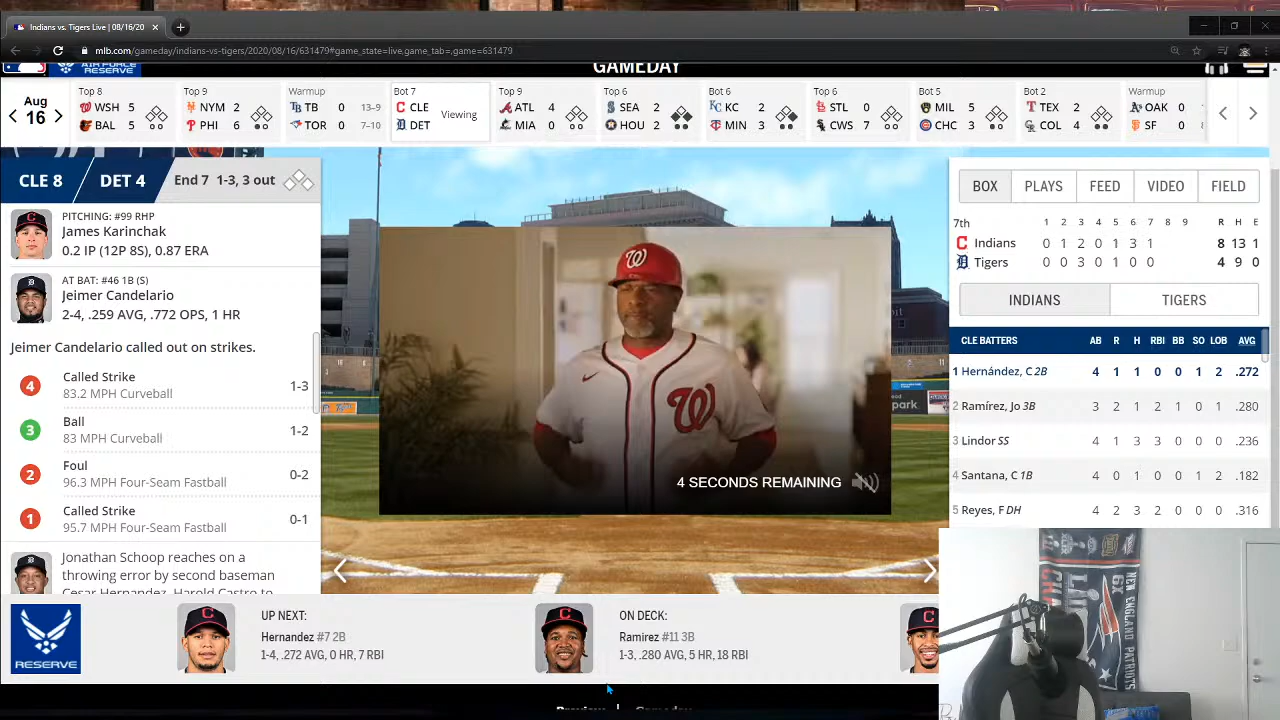 Indians vs. Tigers Live | 08/16/20
mlb.com/gameday/indians-vs-tigers/2020/08/16/631479#game_state=live,game_tab=,game=631479
AIR FORCE
RESERVE
GAMEDAY
Aug
16
Top 8
WSH 5
BAL 5
Top 9
NYM 2
PHI 6
Warmup
TB 0 13-9
TOR 0 7-10
Bot 7
CLE
DET
Viewing
Top 9
ATL 4
MIA 0
Top 6
SEA 2
HOU 2
Bot 6
KC 2
MIN 3
Top 6
STL 0
CWS 7
Bot 5
MIL 5
CHC 3
Bot 2
TEX 2
COL 4
Warmup
OAK 0
SF 0
CLE 8 DET 4 End 7 1-3, 3 out
PITCHING: #99 RHP
James Karinchak
0.2 IP (12P 8S), 0.87 ERA
AT BAT: #46 1B (S)
Jeimer Candelario
2-4, .259 AVG, .772 OPS, 1 HR
Jeimer Candelario called out on strikes.
4 Called Strike 1-3
83.2 MPH Curveball
3 Ball 1-2
83 MPH Curveball
2 Foul 0-2
96.3 MPH Four-Seam Fastball
1 Called Strike 0-1
95.7 MPH Four-Seam Fastball
Jonathan Schoop reaches on a
throwing error by second baseman
Cesar Hernandez. Harold Castro to
4 SECONDS REMAINING
park
BOX PLAYS FEED VIDEO FIELD
7th 1 2 3 4 5 6 7 8 9 R H E
Indians 0 1 2 0 1 3 1 8 13 1
Tigers 0 0 3 0 1 0 0 4 9 0
INDIANS TIGERS
CLE BATTERS AB R H RBI BB SO LOB AVG
1 Hernández, C 2B 4 1 1 0 0 1 2 .272
2 Ramírez, Jo 3B 3 2 1 2 1 0 1 .280
3 Lindor SS 4 1 3 3 0 0 0 .236
4 Santana, C 1B 4 0 1 0 0 1 2 .182
5 Reyes, F DH 4 2 3 2 0 0 0 .316
RESERVE
UP NEXT:
Hernandez #7 2B
1-4, .272 AVG, 0 HR, 7 RBI
ON DECK:
Ramirez #11 3B
1-3, .280 AVG, 5 HR, 18 RBI
NEW ENGLAND PATRIOTS